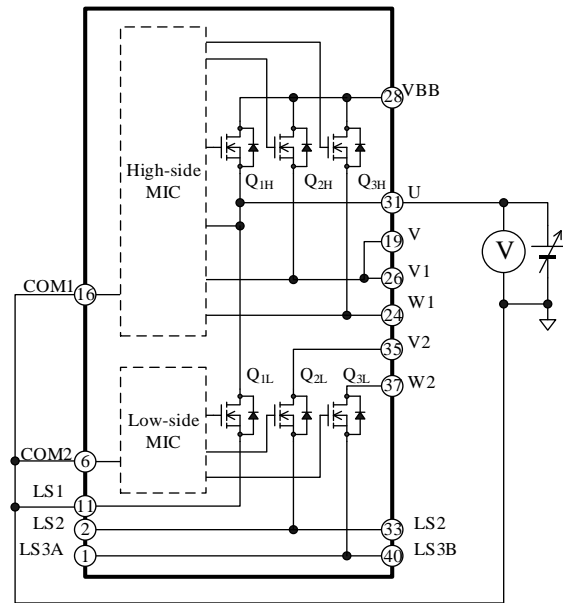 28 VBB
High-side
MIC
Q1H
Q2H
Q3H
31 U
19 V
V
26 V1
COM1 16
24 W1
35 V2
Q1L
Q2L
Q3L
37 W2
Low-side
MIC
COM2 6
LS1 11
LS2 2
33 LS2
LS3A 1
40 LS3B